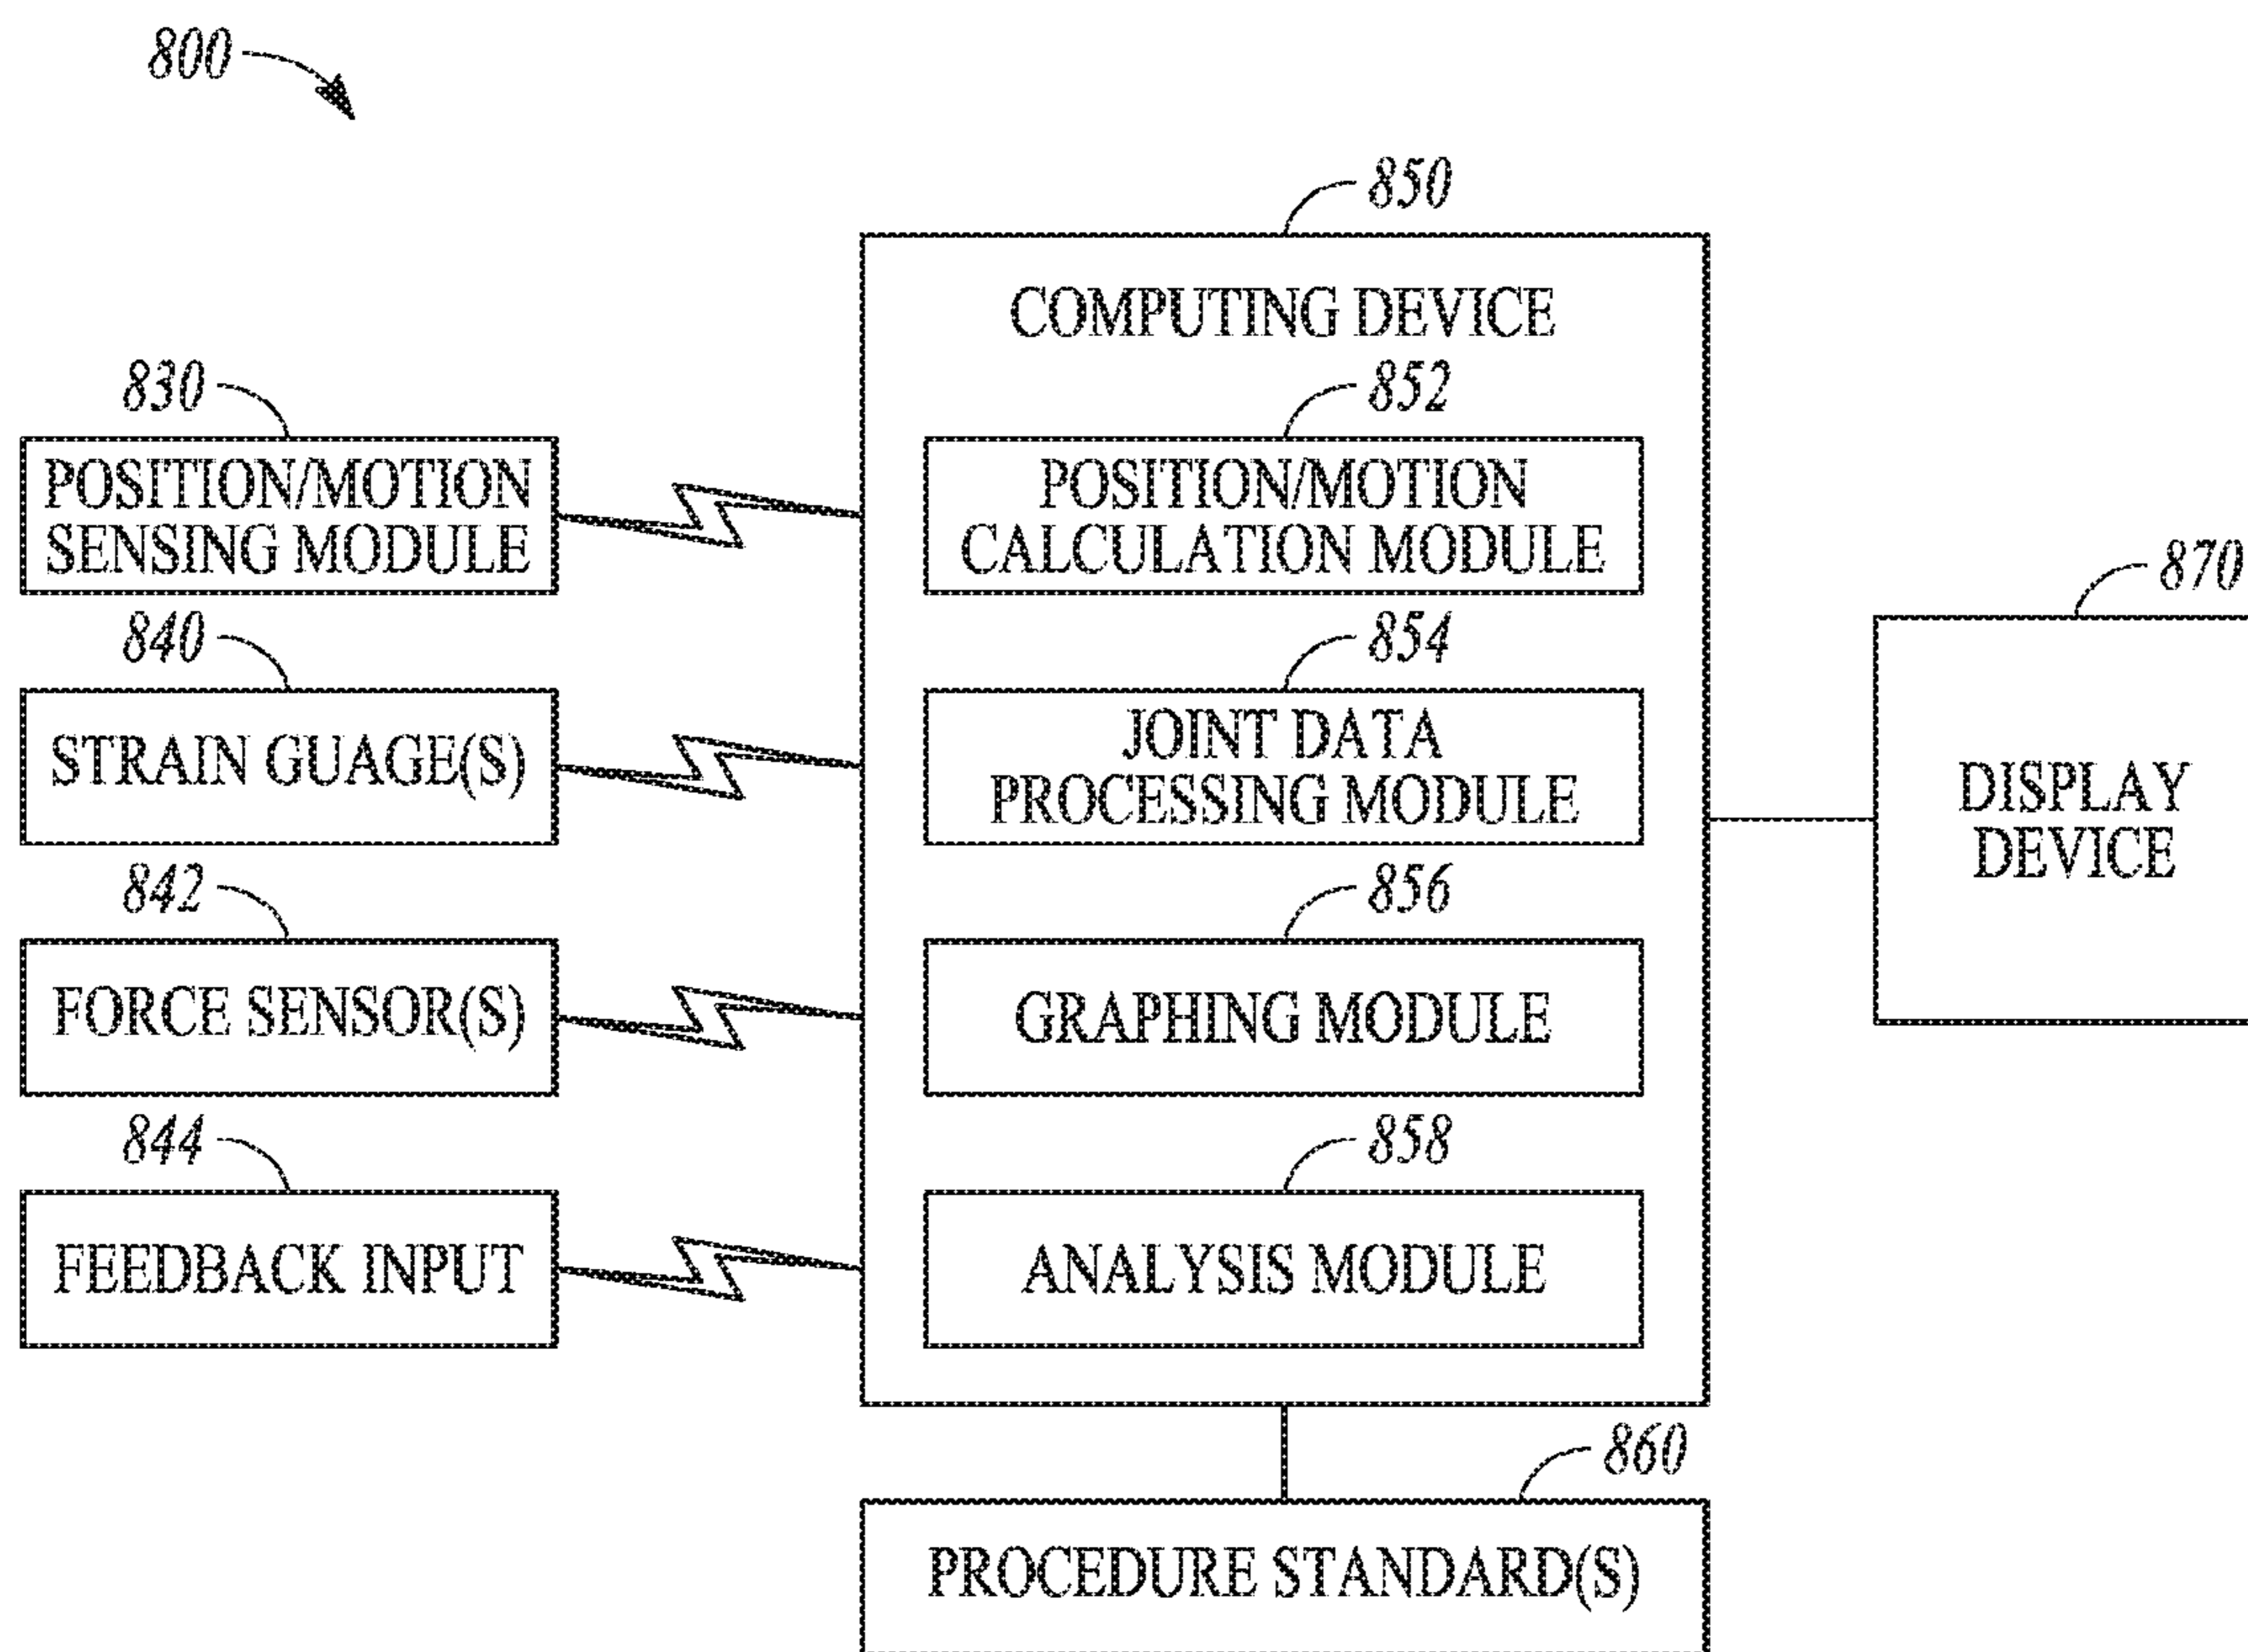 800
850
COMPUTING DEVICE
830
852
POSITION/MOTION
SENSING MODULE
POSITION/MOTION
CALCULATION MODULE
870
840
854
STRAIN GUAGE(S)
JOINT DATA
PROCESSING MODULE
DISPLAY
DEVICE
842
856
FORCE SENSOR(S)
GRAPHING MODULE
844
858
FEEDBACK INPUT
ANALYSIS MODULE
860
PROCEDURE STANDARD(S)